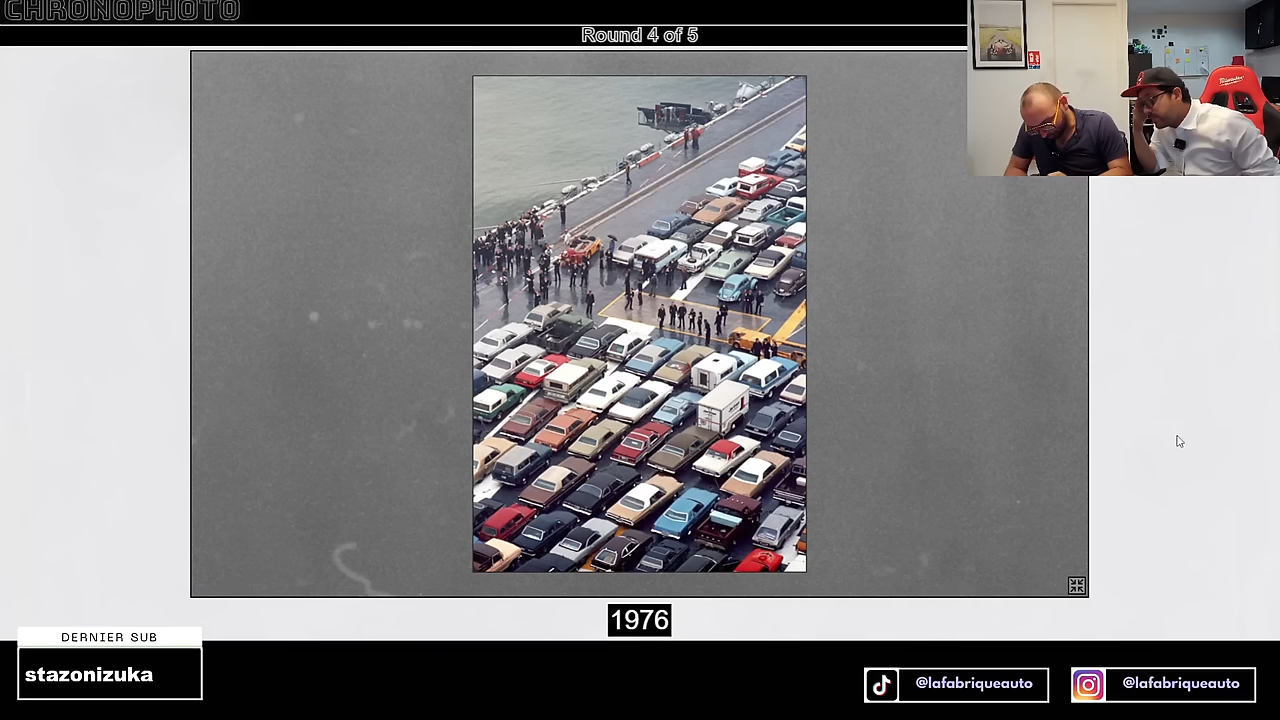 CHRONOPHOTO
Round 4 of 5
1976
DERNIER SUB
stazonizuka
@lafabriqueauto
@lafabriqueauto